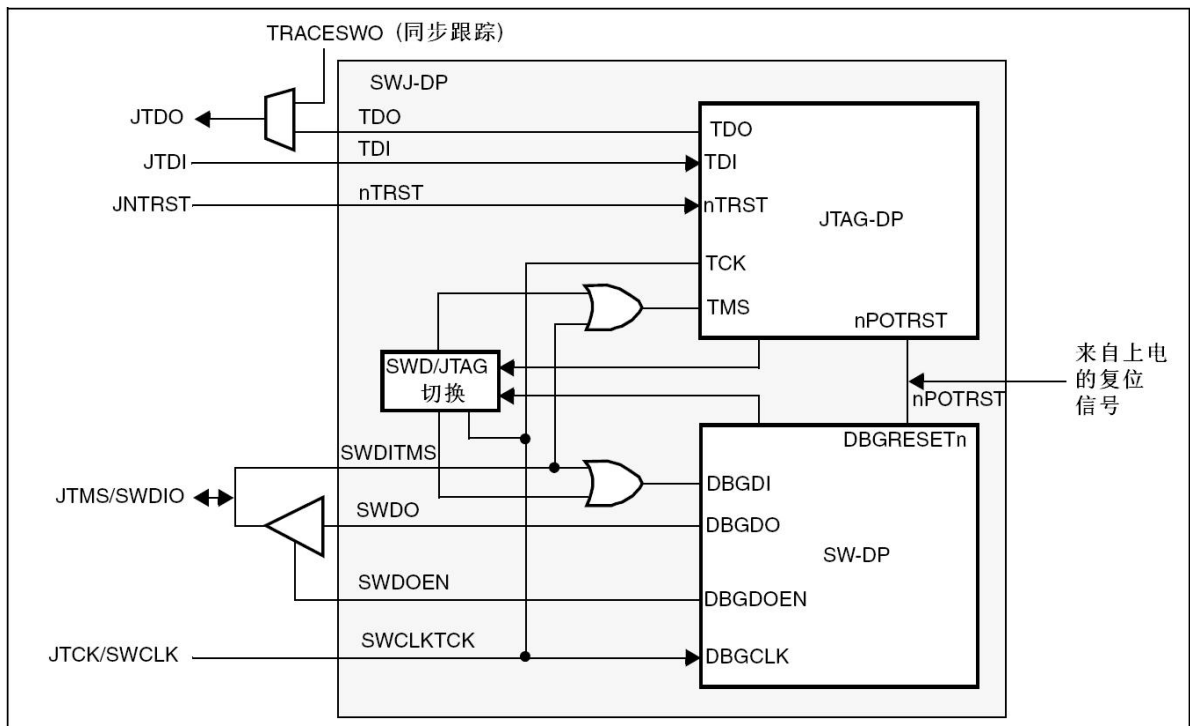 TRACESWO (同步跟踪)
SWJ-DP
JTDO
TDO
TDO
JTDI
TDI
TDI
JNTRST
nTRST
nTRST
JTAG-DP
TCK
TMS
nPOTRST
SWD/JTAG
切换
来自上电
的复位
信号
nPOTRST
DBGRESETn
SWDITMS
DBGDI
JTMS/SWDIO
SWDO
DBGDO
SW-DP
SWDOEN
DBGDOEN
JTCK/SWCLK
SWCLKTCK
DBGCLK